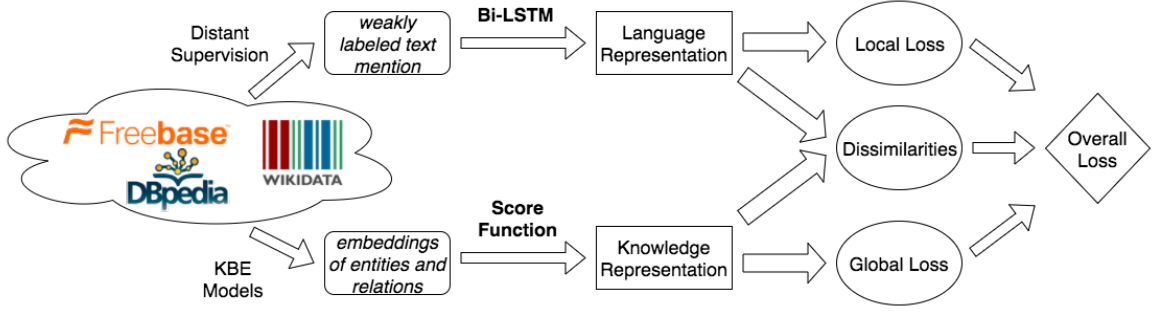 Distant
Supervision
weakly
labeled text
mention
Bi-LSTM
Language
Representation
Local Loss
Freebase™
DBpedia
WIKIDATA
Dissimilarities
Overall
Loss
KBE
Models
embeddings
of entities and
relations
Score
Function
Knowledge
Representation
Global Loss